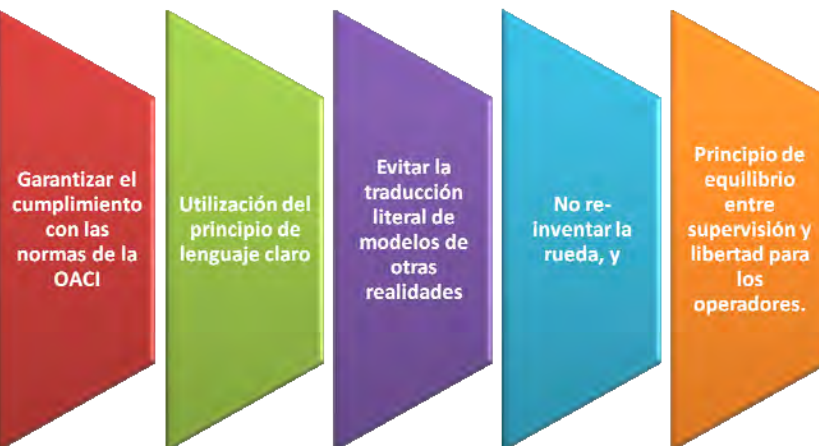 Garantizar el
cumplimiento
con las
normas de la
OACI
Utilización del
principio de
lenguaje claro
Evitar la
traducción
literal de
modelos de
otras
realidades
No re-
inventar la
rueda, y
Principio de
equilibrio
entre
supervisión y
libertad para
los
operadores.